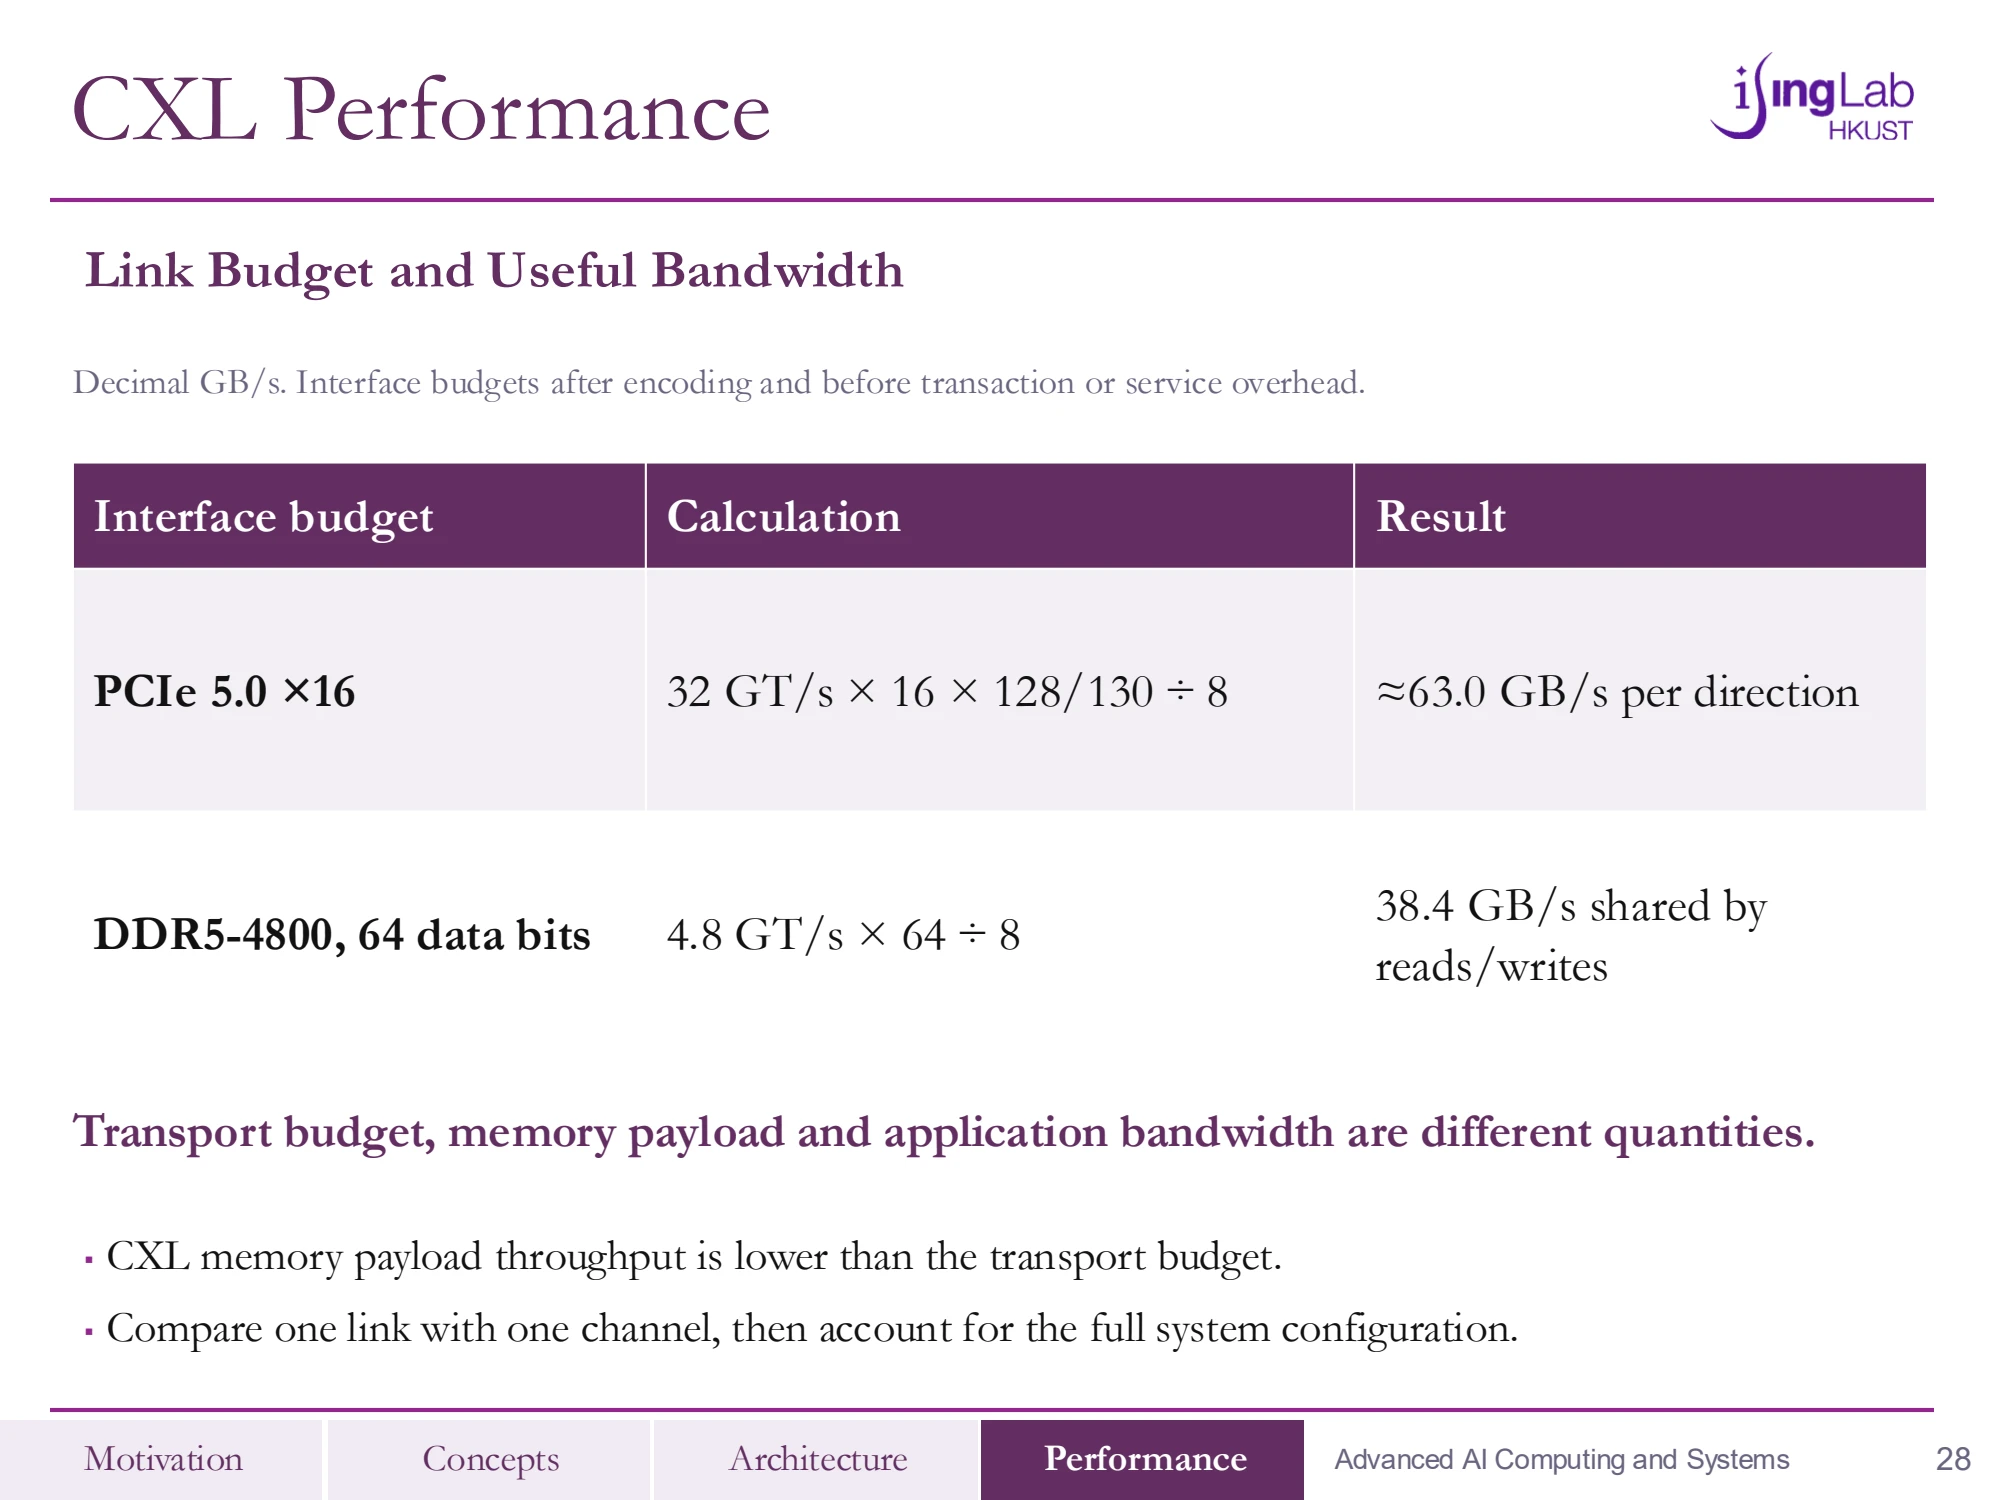 CXL Performance
iSingLab
HKUST
Link Budget and Useful Bandwidth
Decimal GB/s. Interface budgets after encoding and before transaction or service overhead.
Interface budget
Calculation
Result
PCIe 5.0 ×16
32 GT/s × 16 × 128/130 ÷ 8
≈63.0 GB/s per direction
DDR5-4800, 64 data bits
4.8 GT/s × 64 ÷ 8
38.4 GB/s shared by
reads/writes
Transport budget, memory payload and application bandwidth are different quantities.
▪ CXL memory payload throughput is lower than the transport budget.
▪ Compare one link with one channel, then account for the full system configuration.
Motivation
Concepts
Architecture
Performance
Advanced AI Computing and Systems
28